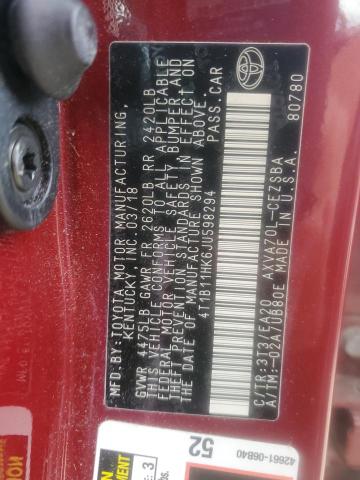 MFD.BY:TOYOTA MOTOR MANUFACTURING,
KENTUCKY, INC. 03/18
GVWR 4475LB GAWR FR 2620LB RR 2420LB
THIS VEHICLE CONFORMS TO ALL APPLICABLE
FEDERAL MOTOR VEHICLE SAFETY, BUMPER, AND
THEFT PREVENTION STANDARDS IN EFFECT ON
THE DATE OF MANUFACTURE SHOWN ABOVE.
4T1B11HK6JU598294
PASS.CAR
TOYOTA
C/TR:3T3/EA20 AXVA70L-CEZSBA
A/TM:-02A/UB80E MADE IN U.S.A.
80780
42661-06B40
52